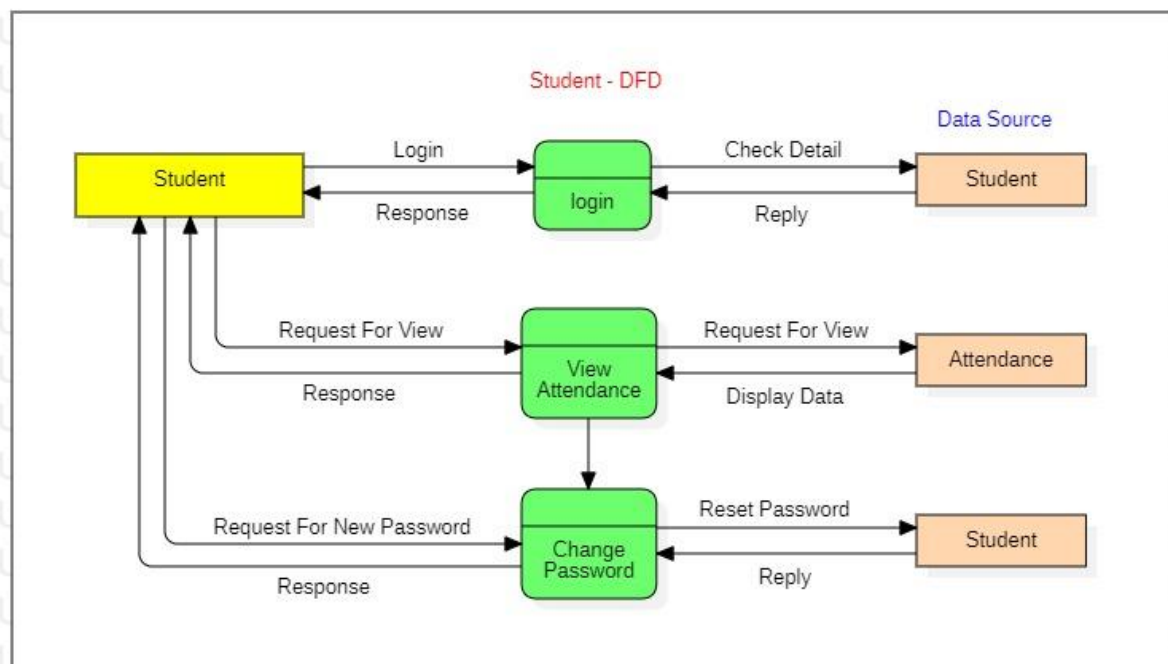 Student - DFD
Data Source
Login
Check Detail
Student
login
Student
Response
Reply
Request For View
Request For View
View
Attendance
Attendance
Response
Display Data
Reset Password
Request For New Password
Change
Password
Student
Response
Reply